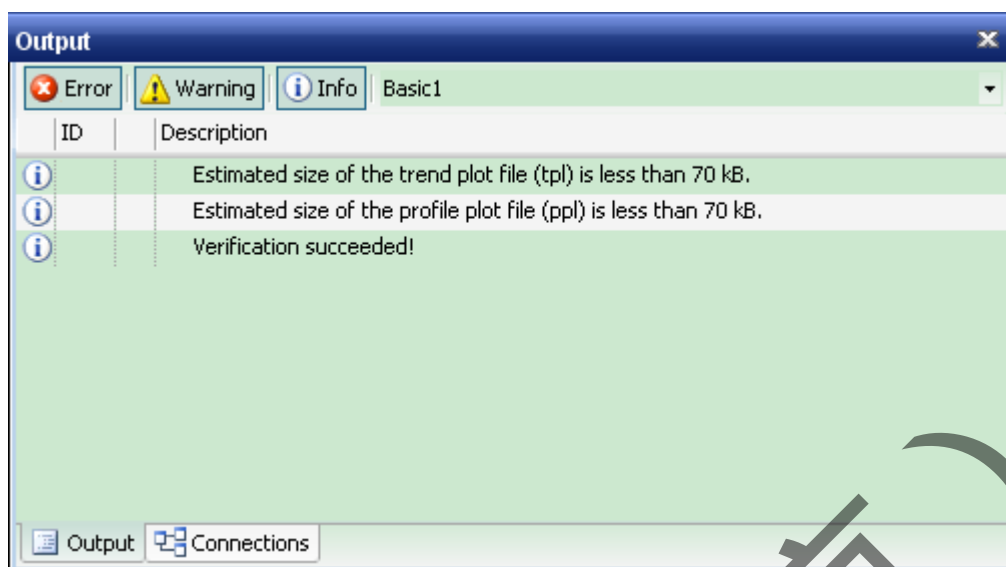 Output
Error Warning Info Basic1
ID Description
Estimated size of the trend plot file (tpl) is less than 70 kB.
Estimated size of the profile plot file (ppl) is less than 70 kB.
Verification succeeded!
Output Connections